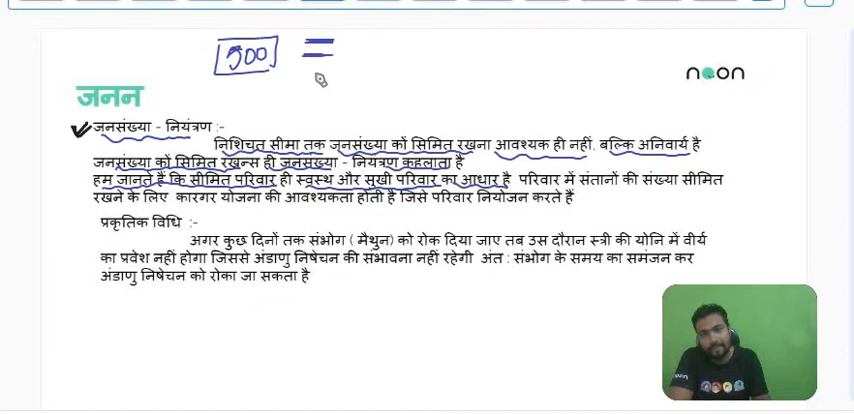 500 =
noon
जनन
जनसंख्या - नियंत्रण :-
निशिचत सीमा तक जनसंख्या कों सिमित रखना आवश्यक ही नहीं, बल्कि अनिवार्य है
जनसंख्या कों सिमित रखन्स ही जनसंख्या - नियत्रण कहलाता है
हम जानते हैं कि सीमित परिवार ही स्वस्थ और सुखी परिवार का आधार है परिवार में संतानों की संख्या सीमित
रखने के लिए कारगर योजना की आवश्यकता होती है जिसे परिवार नियोजन करते हैं
प्रकृतिक विधि :-
अगर कुछ दिनों तक संभोग ( मैथुन) को रोक दिया जाए तब उस दौरान स्त्री की योनि में वीर्य
का प्रवेश नहीं होगा जिससे अंडाणु निषेचन की संभावना नहीं रहेगी अंत : संभोग के समय का समंजन कर
अंडाणु निषेचन को रोका जा सकता है